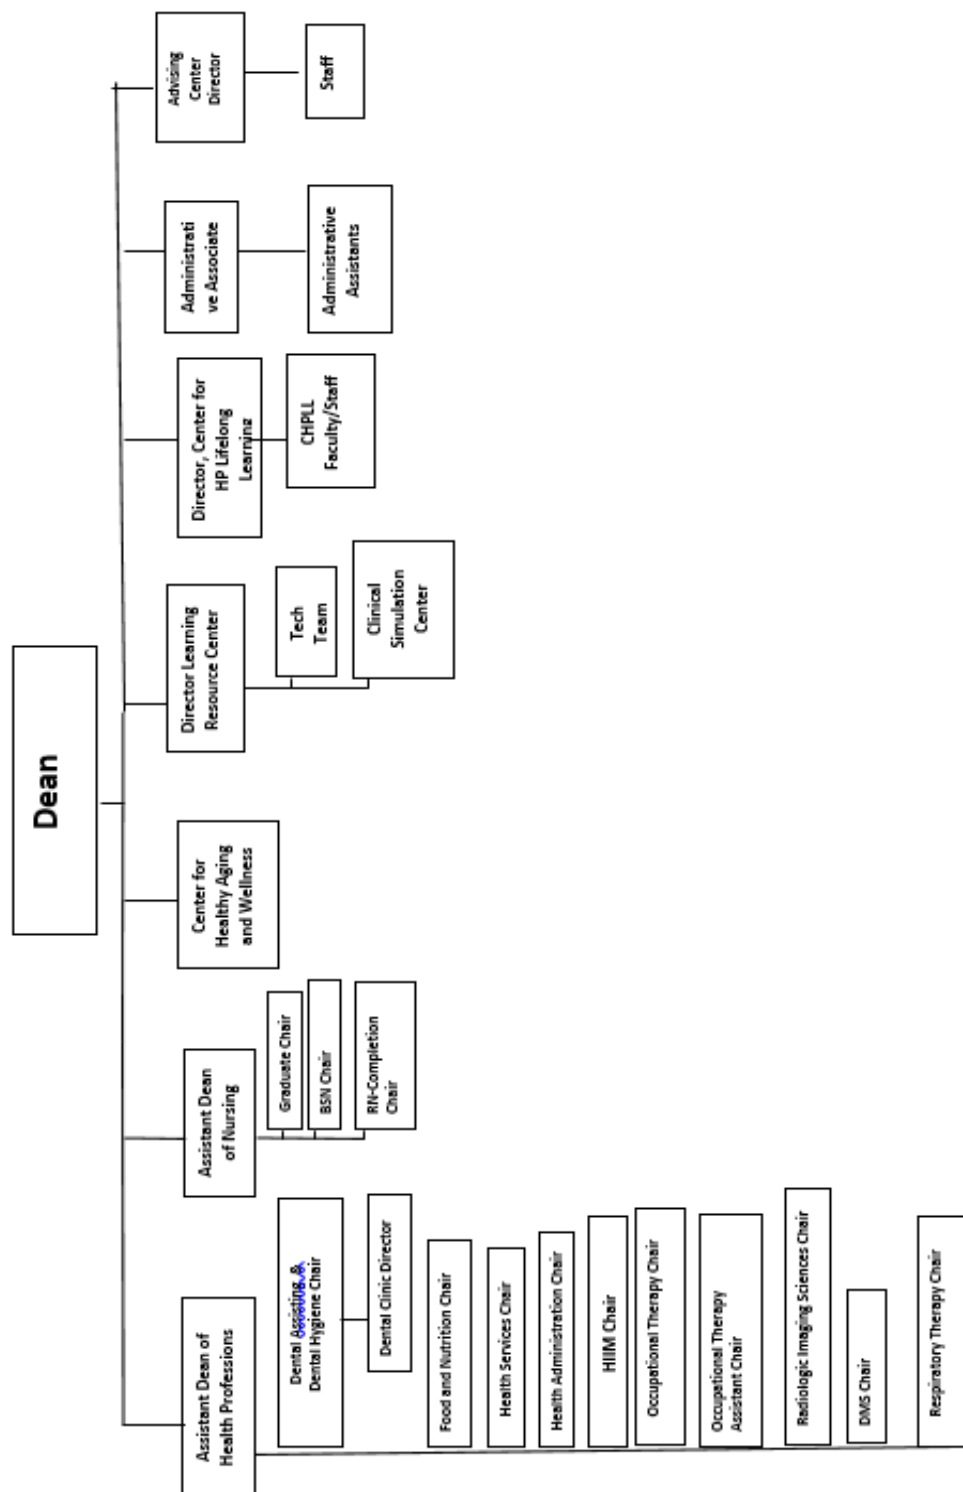 Dean
Assistant Dean of
Health Professions
Assistant Dean
of Nursing
Center for
Healthy Aging
and Wellness
Director Learning
Resource Center
Director, Center for
HP Lifelong
Learning
Administrati
ve Associate
Advising
Center
Director
Dental Assisting &
Dental Hygiene Chair
Dental Clinic Director
Food and Nutrition Chair
Health Services Chair
Health Administration Chair
HIIM Chair
Occupational Therapy Chair
Occupational Therapy
Assistant Chair
Radiologic Imaging Sciences Chair
DMS Chair
Respiratory Therapy Chair
Graduate Chair
BSN Chair
RN-Completion
Chair
Tech
Team
Clinical
Simulation
Center
CHPLL
Faculty/Staff
Administrative
Assistants
Staff